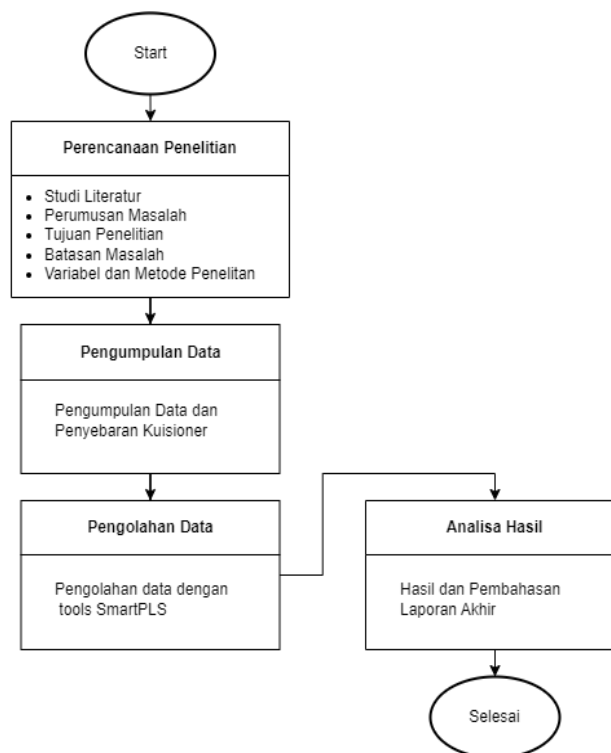 Start
Perencanaan Penelitian
Studi Literatur
Perumusan Masalah
Tujuan Penelitian
Batasan Masalah
Variabel dan Metode Penelitan
Pengumpulan Data
Pengumpulan Data dan
Penyebaran Kuisioner
Pengolahan Data
Pengolahan data dengan
tools SmartPLS
Analisa Hasil
Hasil dan Pembahasan
Laporan Akhir
Selesai